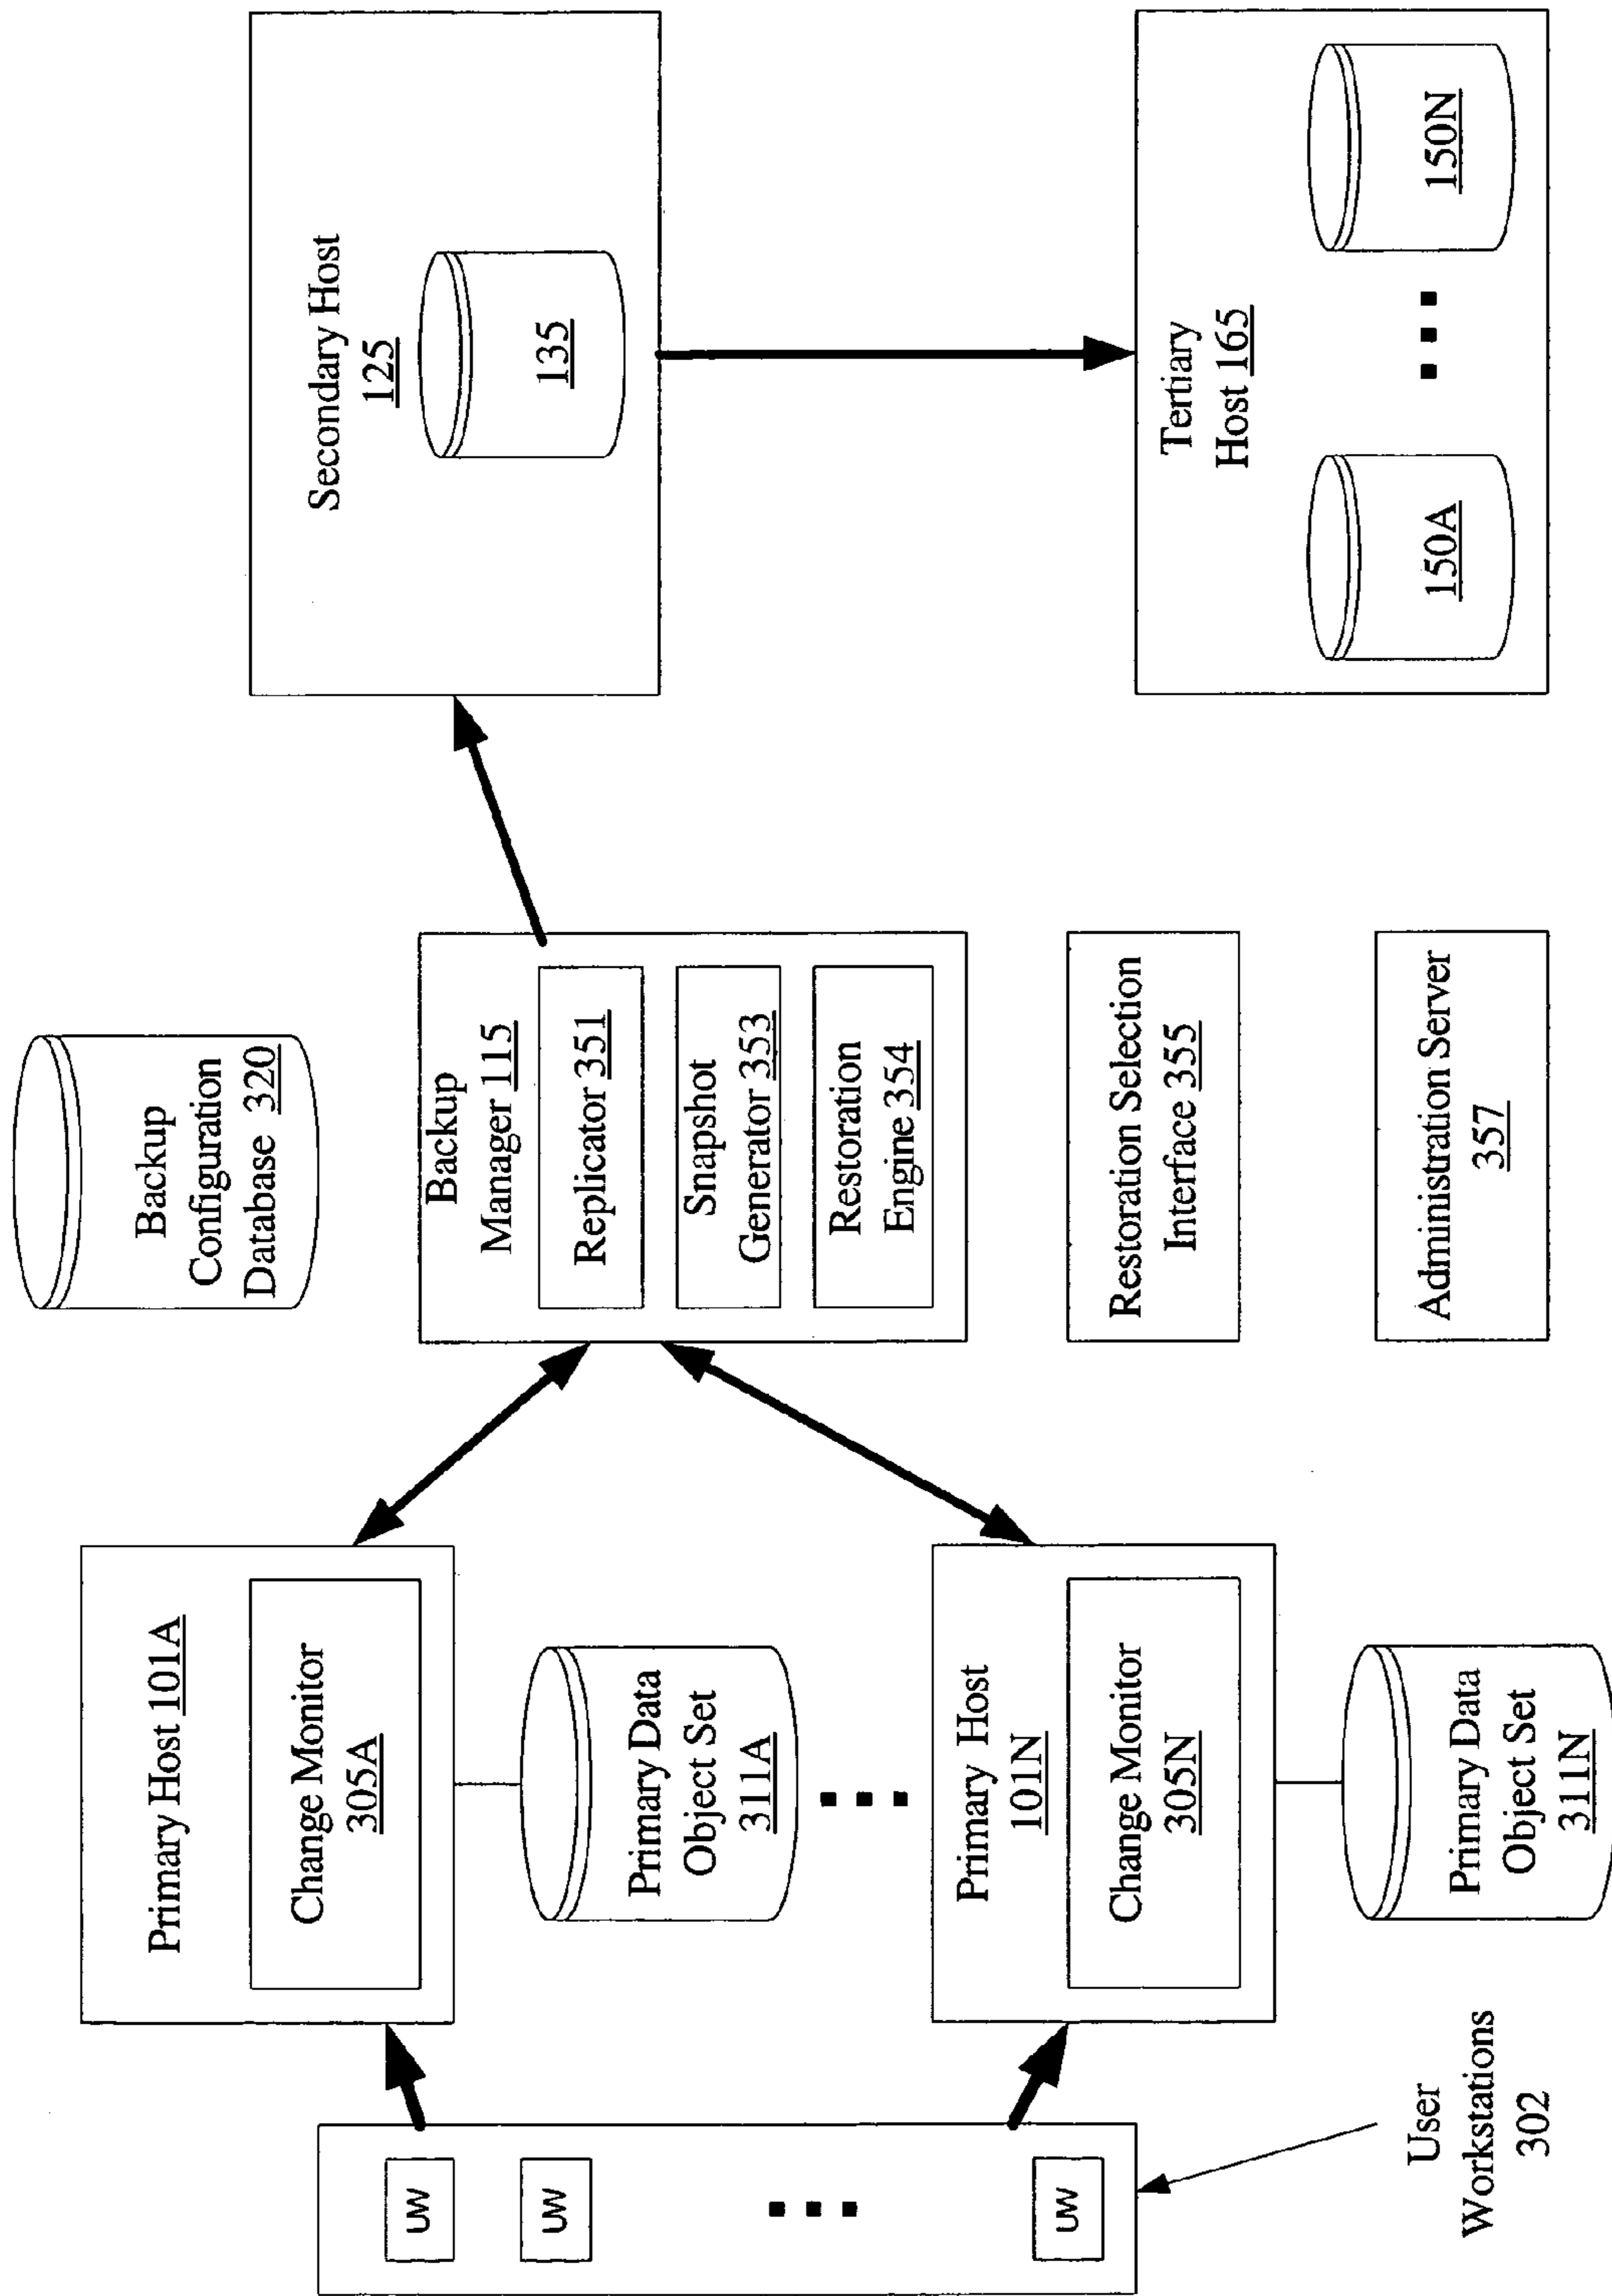 UW
UW
UW
User
Workstations
302
Primary Host 101A
Change Monitor
305A
Primary Data
Object Set
311A
Primary Host
101N
Change Monitor
305N
Primary Data
Object Set
311N
Backup
Configuration
Database 320
Backup
Manager 115
Replicator 351
Snapshot
Generator 353
Restoration
Engine 354
Restoration Selection
Interface 355
Administration Server
357
Secondary Host
125
135
Tertiary
Host 165
150A
150N